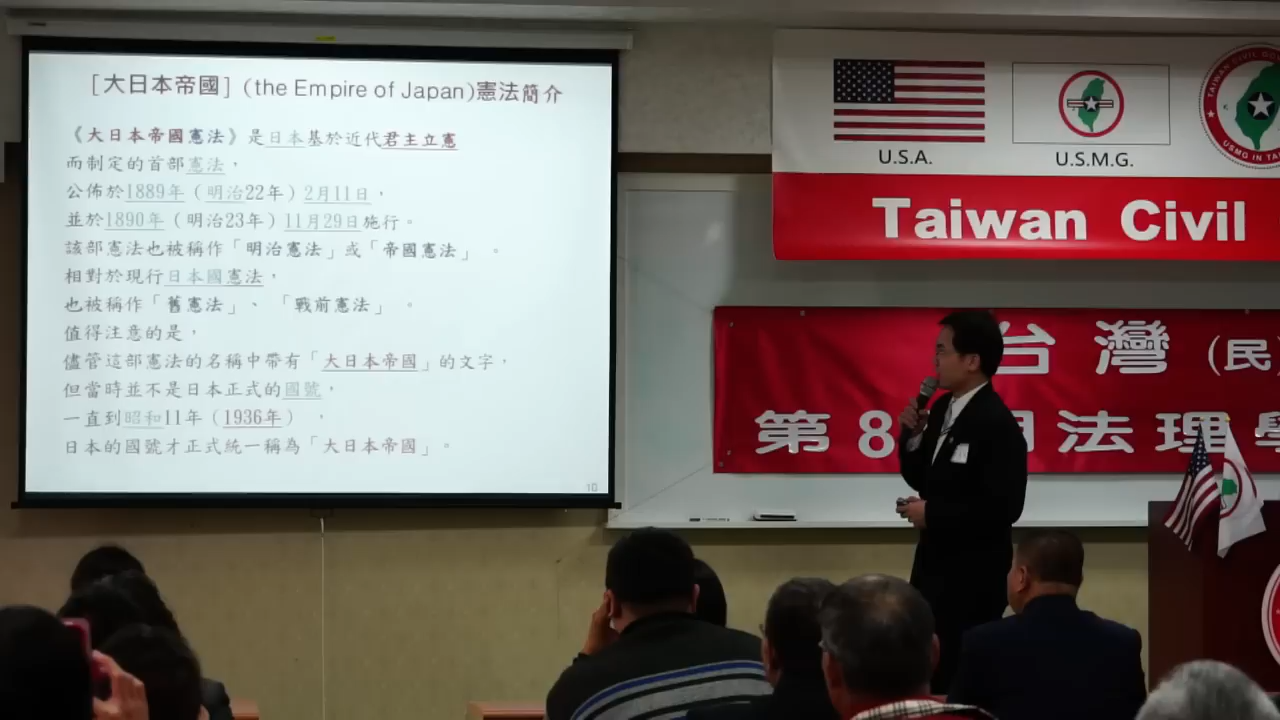 [大日本帝國] (the Empire of Japan)憲法簡介
《大日本帝國憲法》是日本基於近代君主立憲
而制定的首部憲法，
公佈於1889年（明治22年）2月11日，
並於1890年（明治23年）11月29日施行。
該部憲法也被稱作「明治憲法」或「帝國憲法」 。
相對於現行日本國憲法，
也被稱作「舊憲法」、 「戰前憲法」 。
值得注意的是，
儘管這部憲法的名稱中帶有「大日本帝國」的文字，
但當時並不是日本正式的國號，
一直到昭和11年（1936年） ，
日本的國號才正式統一稱為「大日本帝國」。
10
U.S.A.
U.S.M.G.
USMG IN TA
Taiwan Civil
台灣（民
第8 法理學